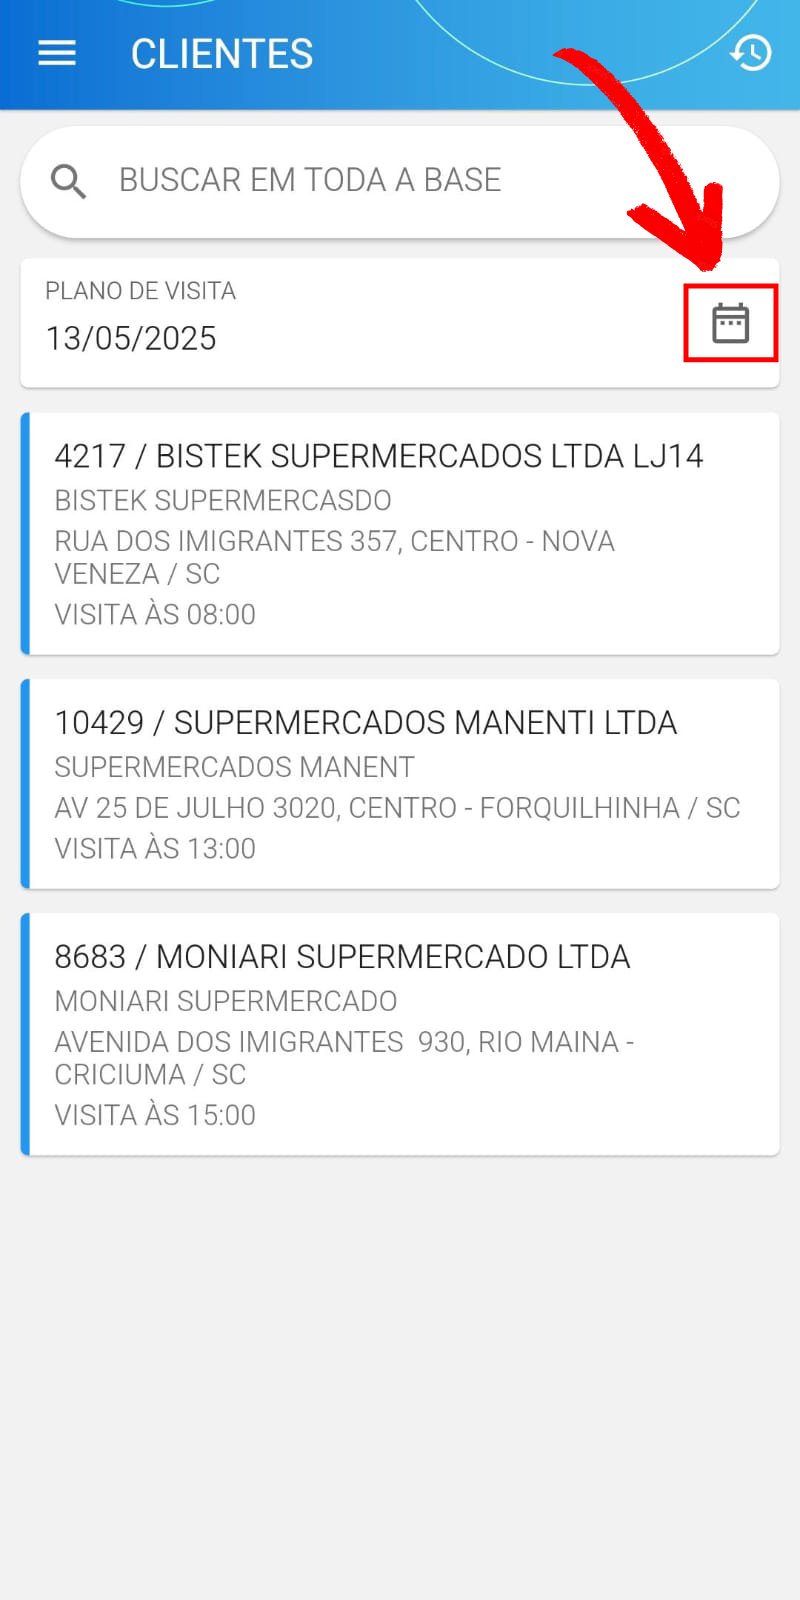 CLIENTES
BUSCAR EM TODA A BASE
PLANO DE VISITA
13/05/2025
4217 / BISTEK SUPERMERCADOS LTDA LJ14
BISTEK SUPERMERCASDO
RUA DOS IMIGRANTES 357, CENTRO - NOVA
VENEZA / SC
VISITA ÀS 08:00
10429 / SUPERMERCADOS MANENTI LTDA
SUPERMERCADOS MANENT
AV 25 DE JULHO 3020, CENTRO - FORQUILHINHA / SC
VISITA ÀS 13:00
8683 / MONIARI SUPERMERCADO LTDA
MONIARI SUPERMERCADO
AVENIDA DOS IMIGRANTES  930, RIO MAINA -
CRICIUMA / SC
VISITA ÀS 15:00